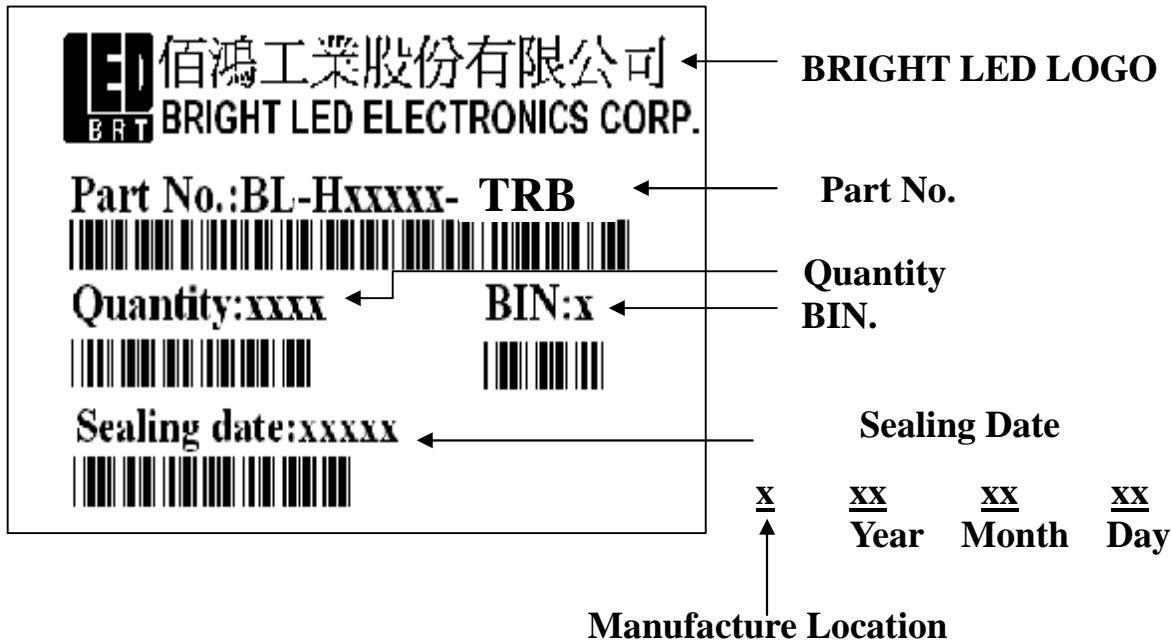 LED
BRT
佰鴻工業股份有限公司
BRIGHT LED ELECTRONICS CORP.
BRIGHT LED LOGO
Part No.:BL-Hxxxxx- TRB
Part No.
Quantity:xxxx
BIN:x
Quantity
BIN.
Sealing date:xxxxx
Sealing Date
x xx xx xx
Year Month Day
Manufacture Location